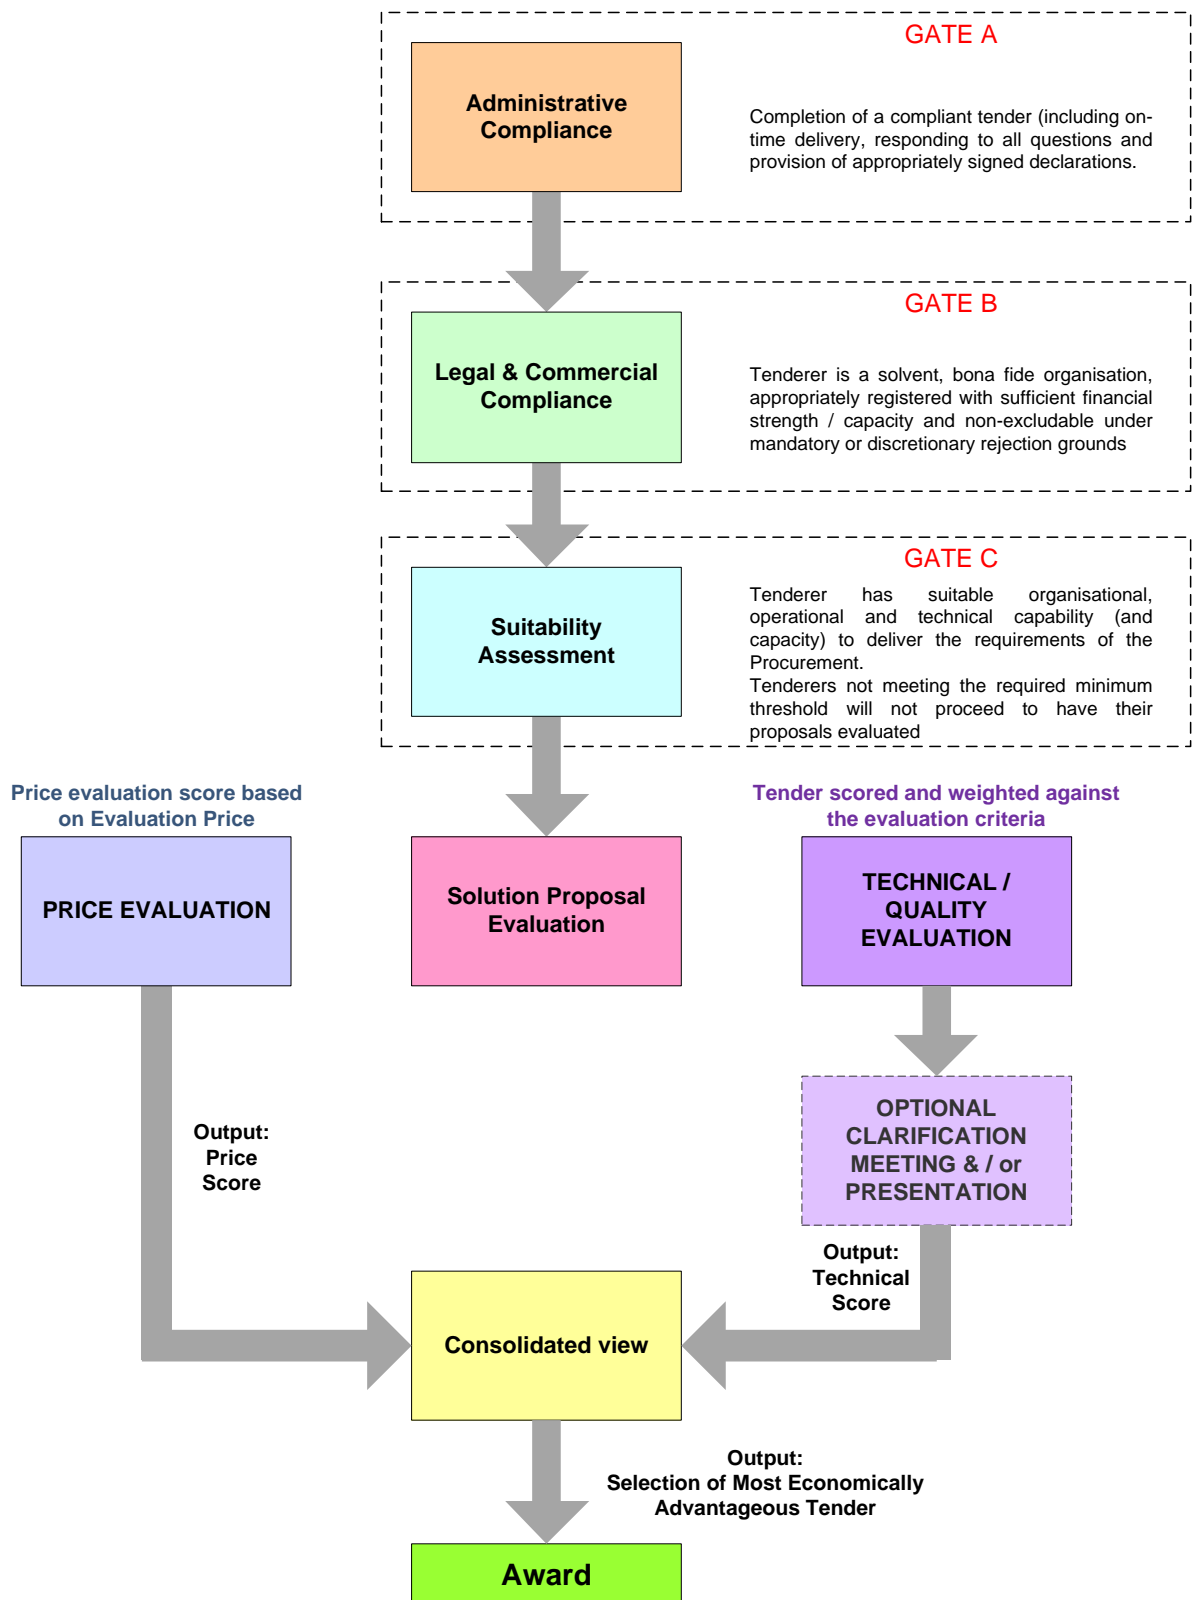 GATE A
Administrative
Compliance
Completion of a compliant tender (including on-
time delivery, responding to all questions and
provision of appropriately signed declarations.
GATE B
Legal & Commercial
Compliance
Tenderer is a solvent, bona fide organisation,
appropriately registered with sufficient financial
strength / capacity and non-excludable under
mandatory or discretionary rejection grounds
GATE C
Suitability
Assessment
Tenderer has suitable organisational,
operational and technical capability (and
capacity) to deliver the requirements of the
Procurement.
Tenderers not meeting the required minimum
threshold will not proceed to have their
proposals evaluated
Price evaluation score based
on Evaluation Price
PRICE EVALUATION
Solution Proposal
Evaluation
Tender scored and weighted against
the evaluation criteria
TECHNICAL /
QUALITY
EVALUATION
OPTIONAL
CLARIFICATION
MEETING & / or
PRESENTATION
Output:
Price
Score
Output:
Technical
Score
Consolidated view
Output:
Selection of Most Economically
Advantageous Tender
Award